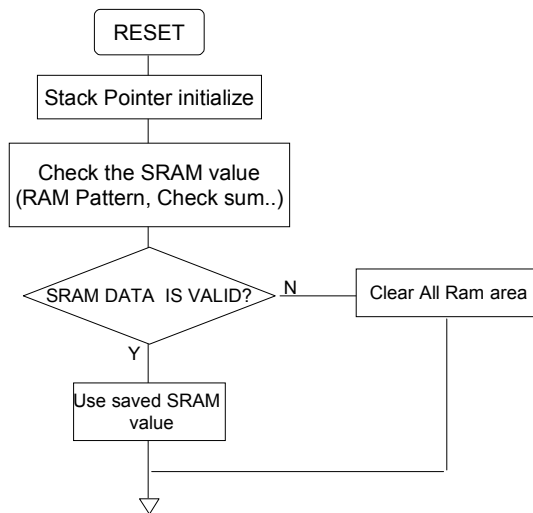 RESET
Stack Pointer initialize
Check the SRAM value
(RAM Pattern, Check sum..)
SRAM DATA IS VALID?
N
Clear All Ram area
Y
Use saved SRAM
value